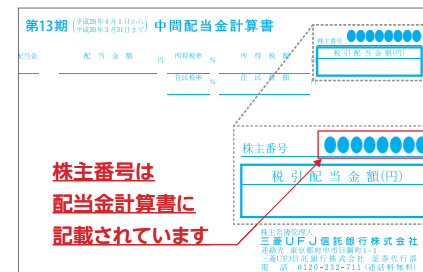 第13期 (平成29年4月1日から 平成30年3月31日まで) 中間配当金計算書
株主番号
配当金 配当金額 円 所得税率 % 所得税額
税引配当金額(円)
住民税率 % 住民税額
株主番号
税引配当金額(円)
株主番号は
配当金計算書に
記載されています
株主名簿管理人
三菱UFJ信託銀行株式会社
連絡先 東京都府中市日鋼町1-1
三菱UFJ信託銀行株式会社 証券代行部
電話 0120-232-711(通話料無料)